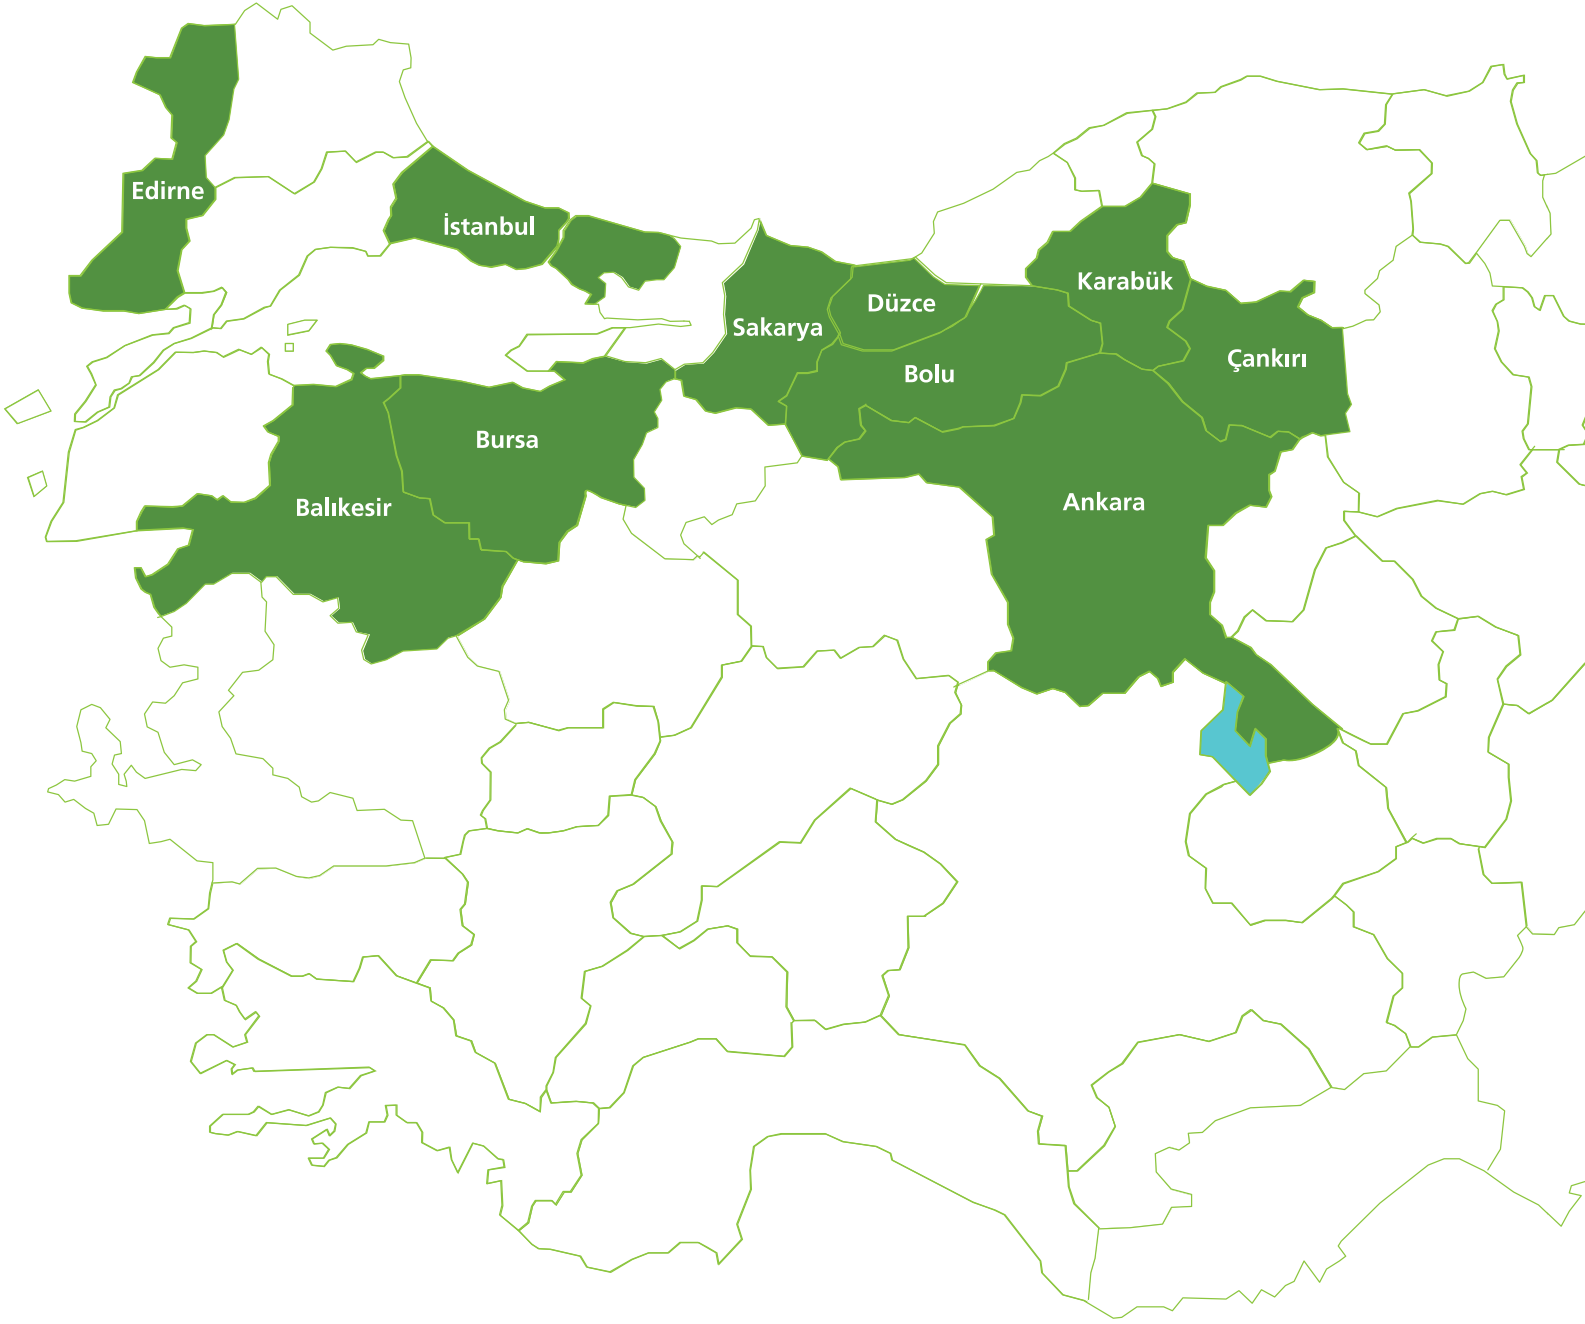 Edirne
İstanbul
Karabük
Düzce
Sakarya
Çankırı
Bolu
Bursa
Ankara
Balıkesir